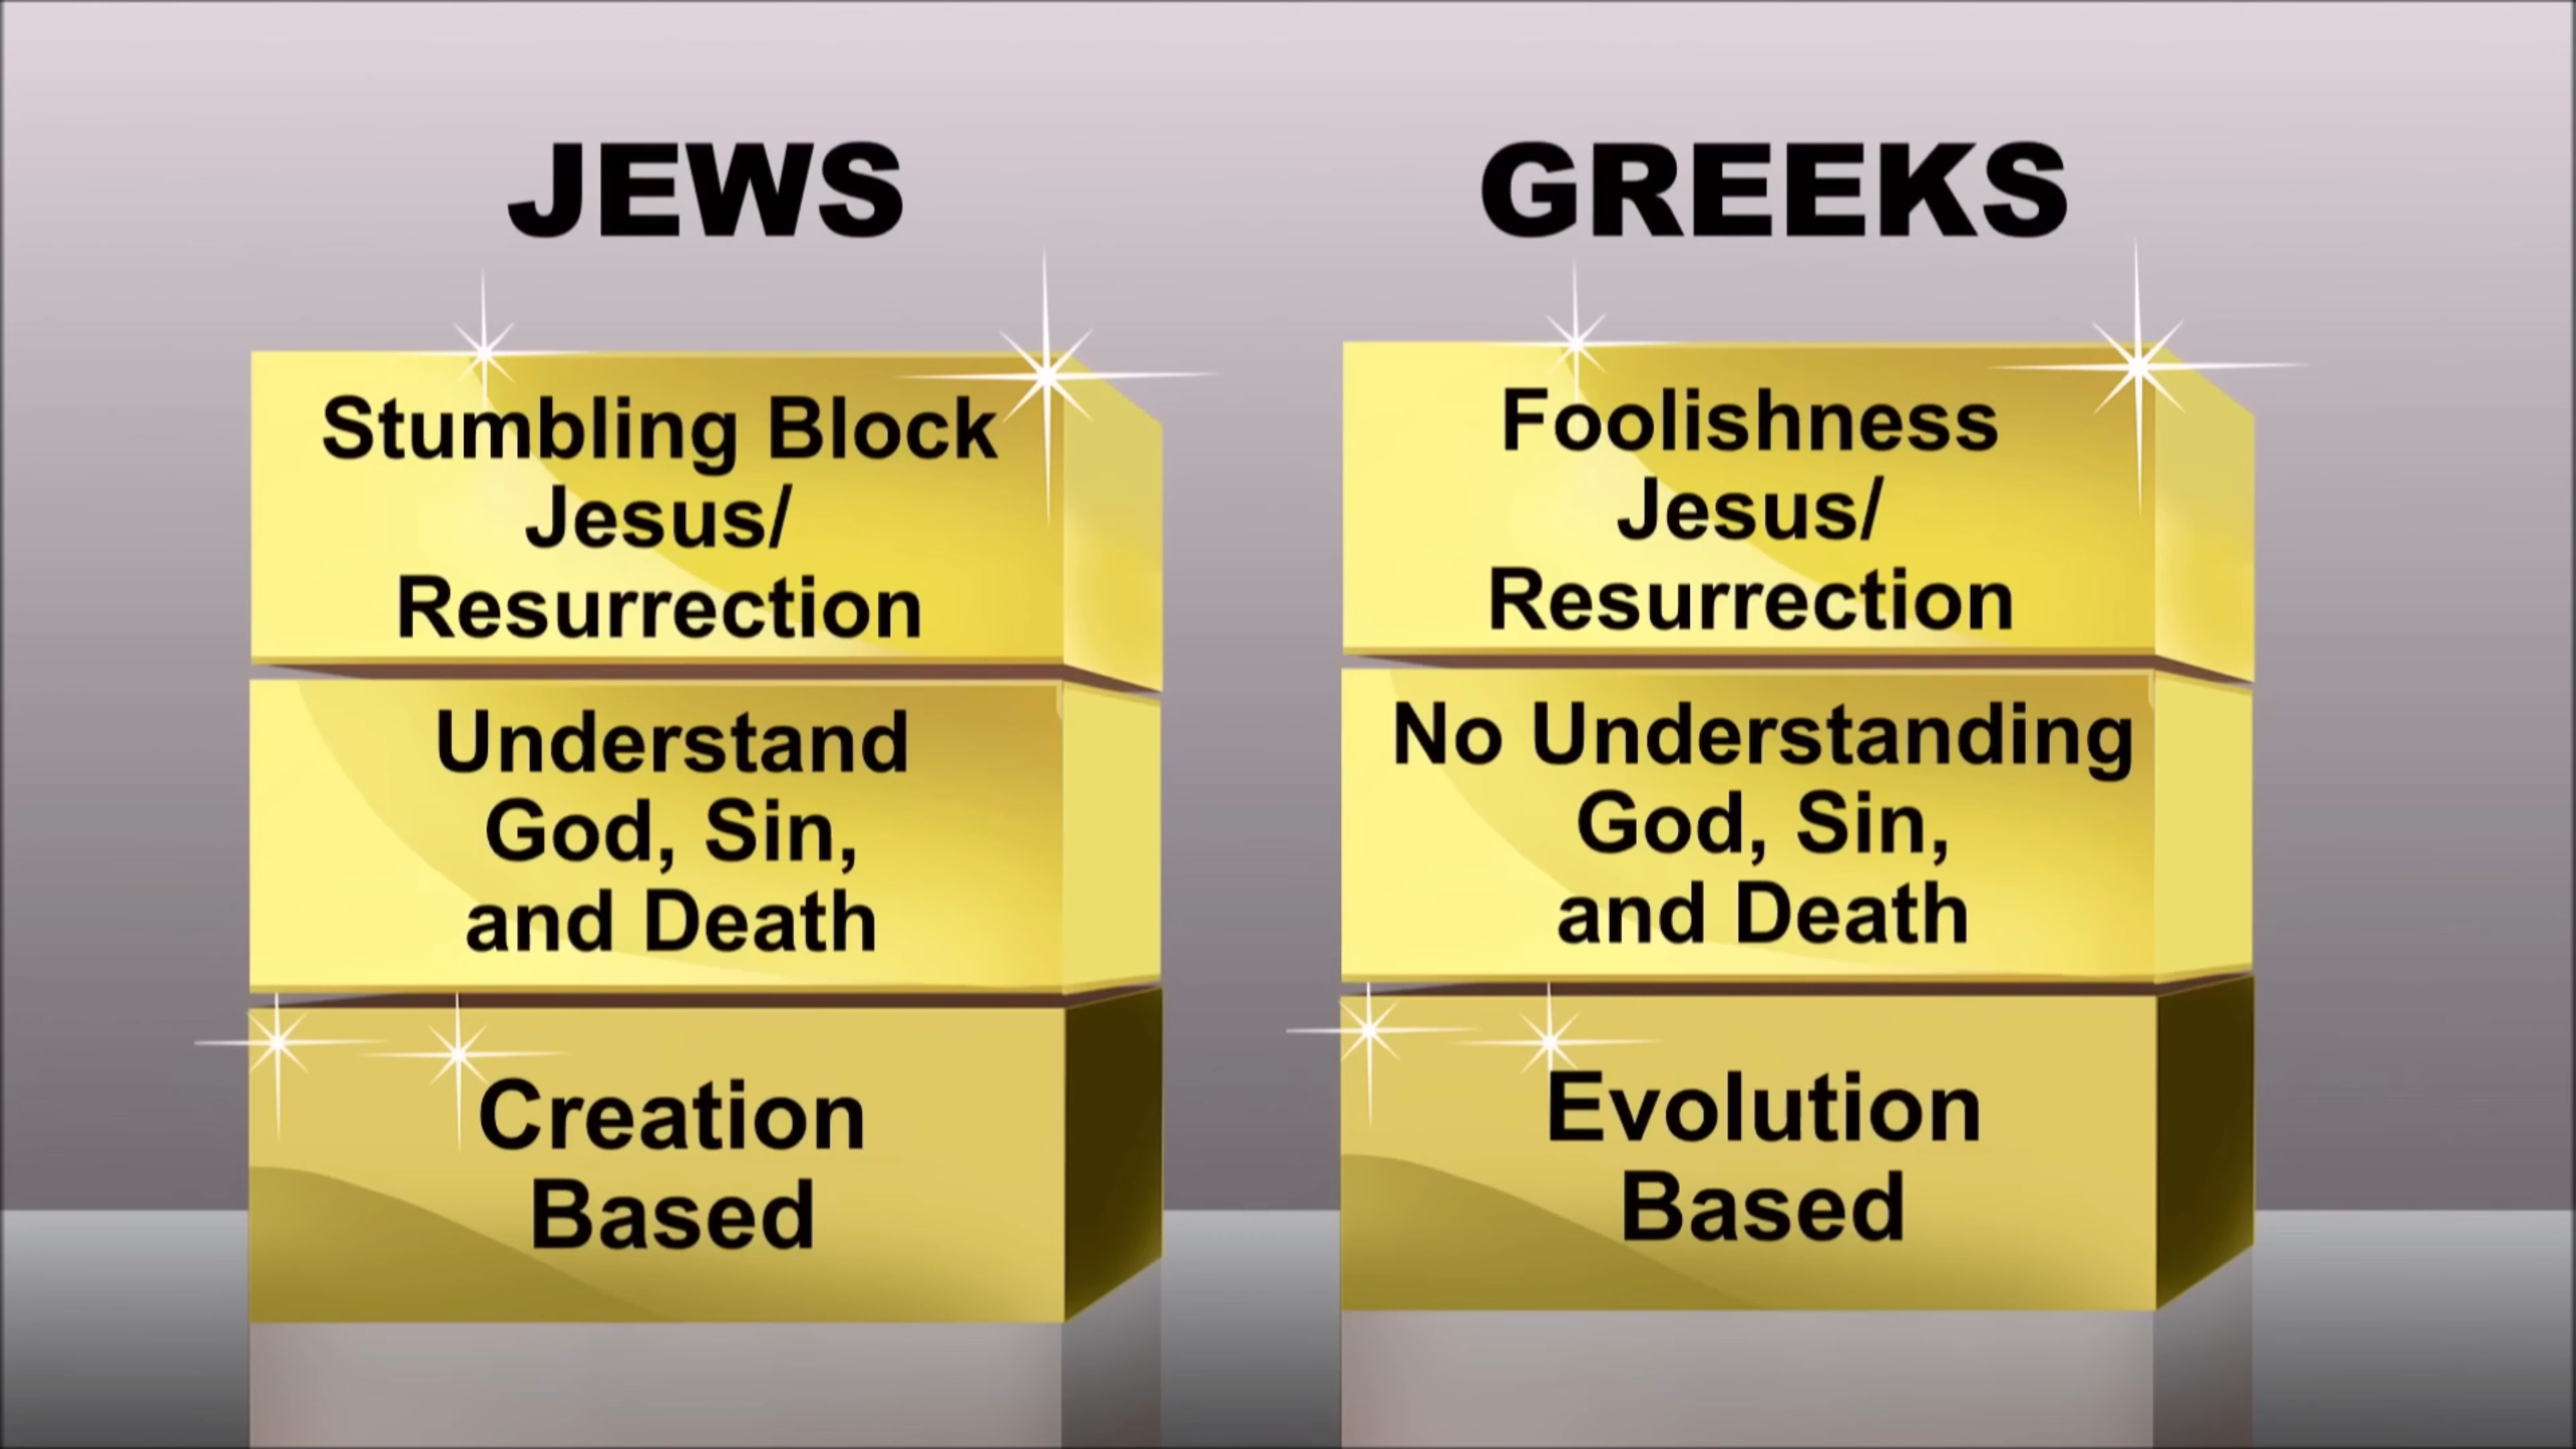 JEWS
Stumbling Block
Jesus/
Resurrection
Understand
God, Sin,
and Death
Creation
Based
GREEKS
Foolishness
Jesus/
Resurrection
No Understanding
God, Sin,
and Death
Evolution
Based